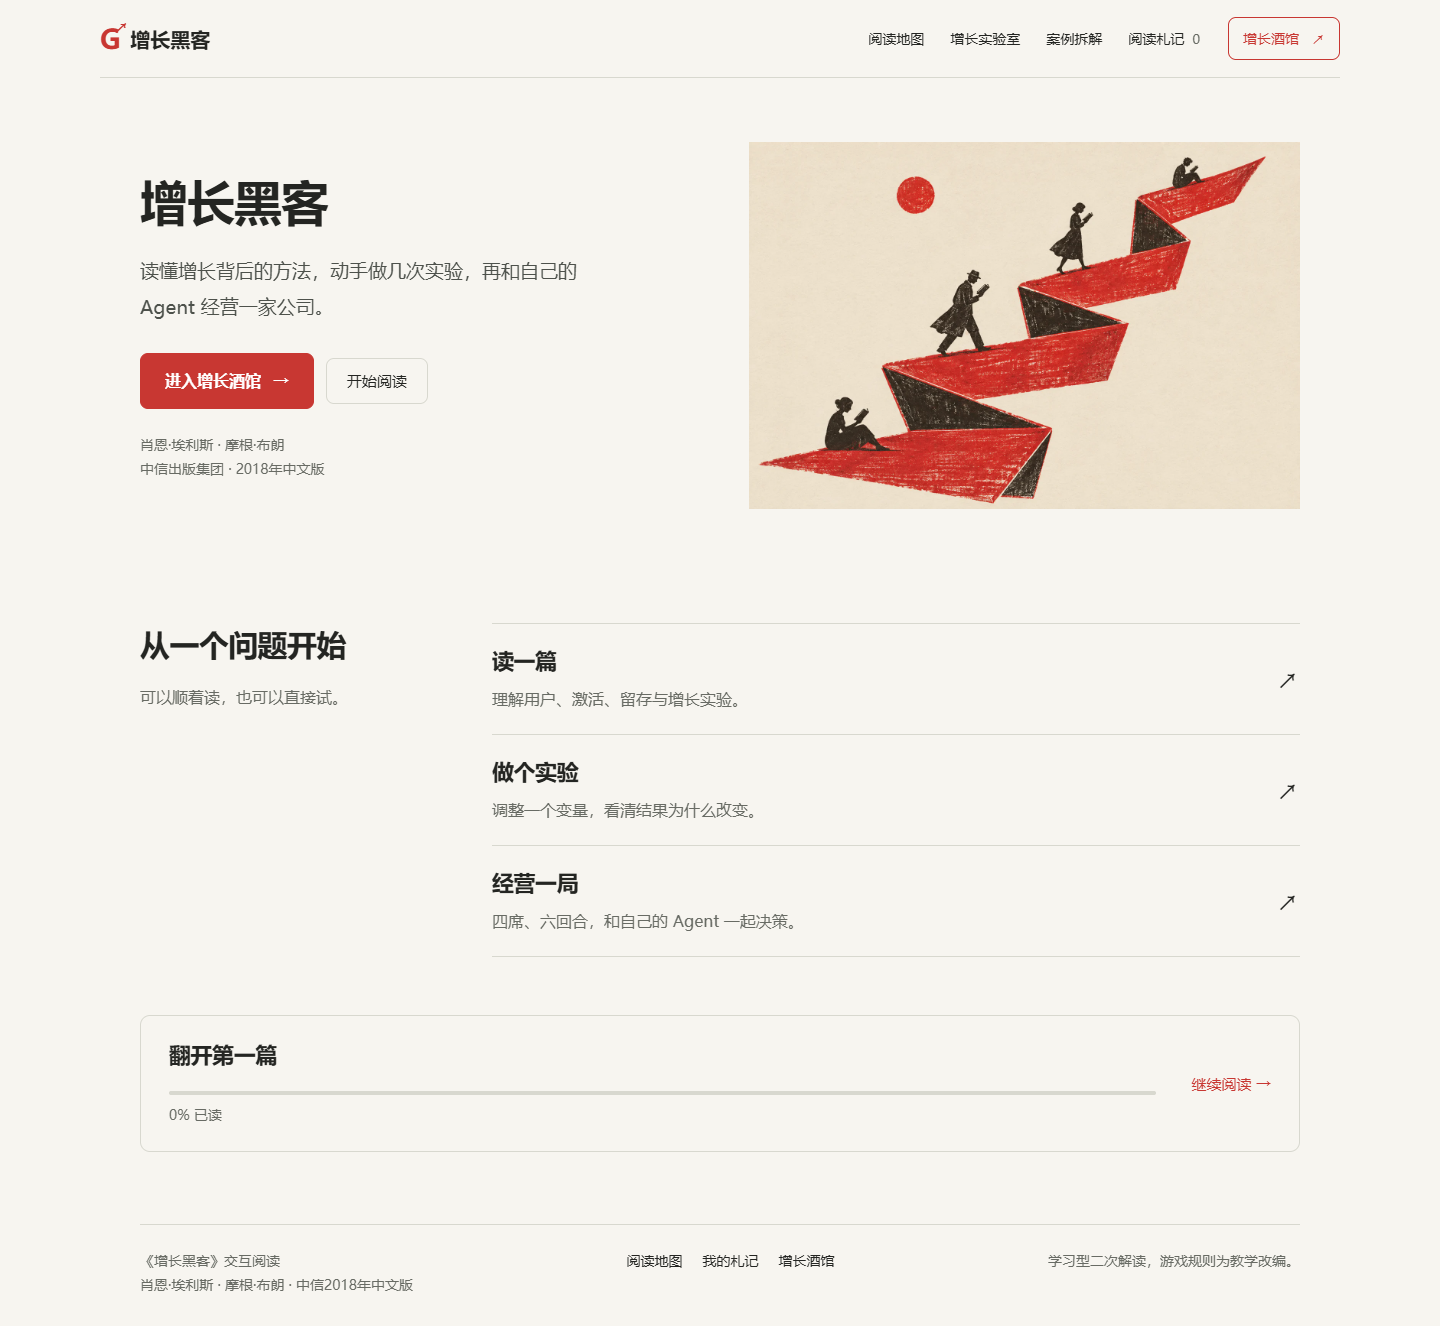 G 增长黑客
阅读地图 增长实验室 案例拆解 阅读札记 0 增长酒馆 ↗
增长黑客
读懂增长背后的方法，动手做几次实验，再和自己的
Agent 经营一家公司。
进入增长酒馆 → 开始阅读
肖恩·埃利斯 · 摩根·布朗
中信出版集团 · 2018年中文版
从一个问题开始
可以顺着读，也可以直接试。
读一篇
理解用户、激活、留存与增长实验。
↗
做个实验
调整一个变量，看清结果为什么改变。
↗
经营一局
四席、六回合，和自己的 Agent 一起决策。
↗
翻开第一篇
0% 已读
继续阅读 →
《增长黑客》交互阅读
肖恩·埃利斯 · 摩根·布朗 · 中信2018年中文版
阅读地图 我的札记 增长酒馆
学习型二次解读，游戏规则为教学改编。